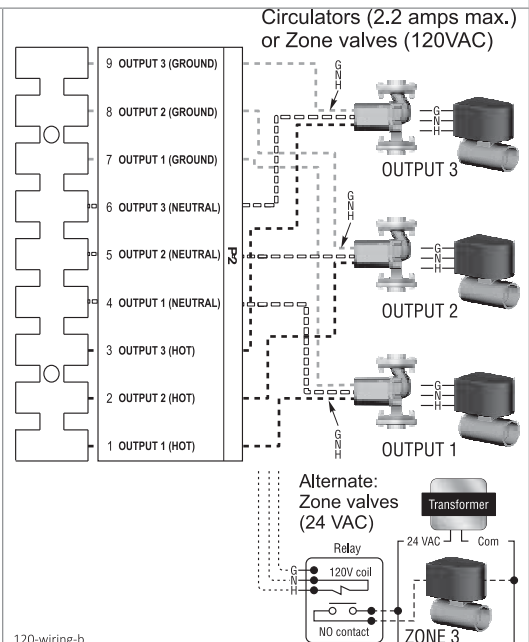 Circulators (2.2 amps max.)
or Zone valves (120VAC)
9 OUTPUT 3 (GROUND)
8 OUTPUT 2 (GROUND)
7 OUTPUT 1 (GROUND)
6 OUTPUT 3 (NEUTRAL)
5 OUTPUT 2 (NEUTRAL)
4 OUTPUT 1 (NEUTRAL)
3 OUTPUT 3 (HOT)
2 OUTPUT 2 (HOT)
1 OUTPUT 1 (HOT)
P2
G
N
H
G
N
H
OUTPUT 3
G
N
H
G
N
H
OUTPUT 2
G
N
H
G
N
H
OUTPUT 1
Alternate:
Zone valves
(24 VAC)
Transformer
24 VAC
Com
Relay
G
N
H
120V coil
NO contact
ZONE 3
120-wiring-b